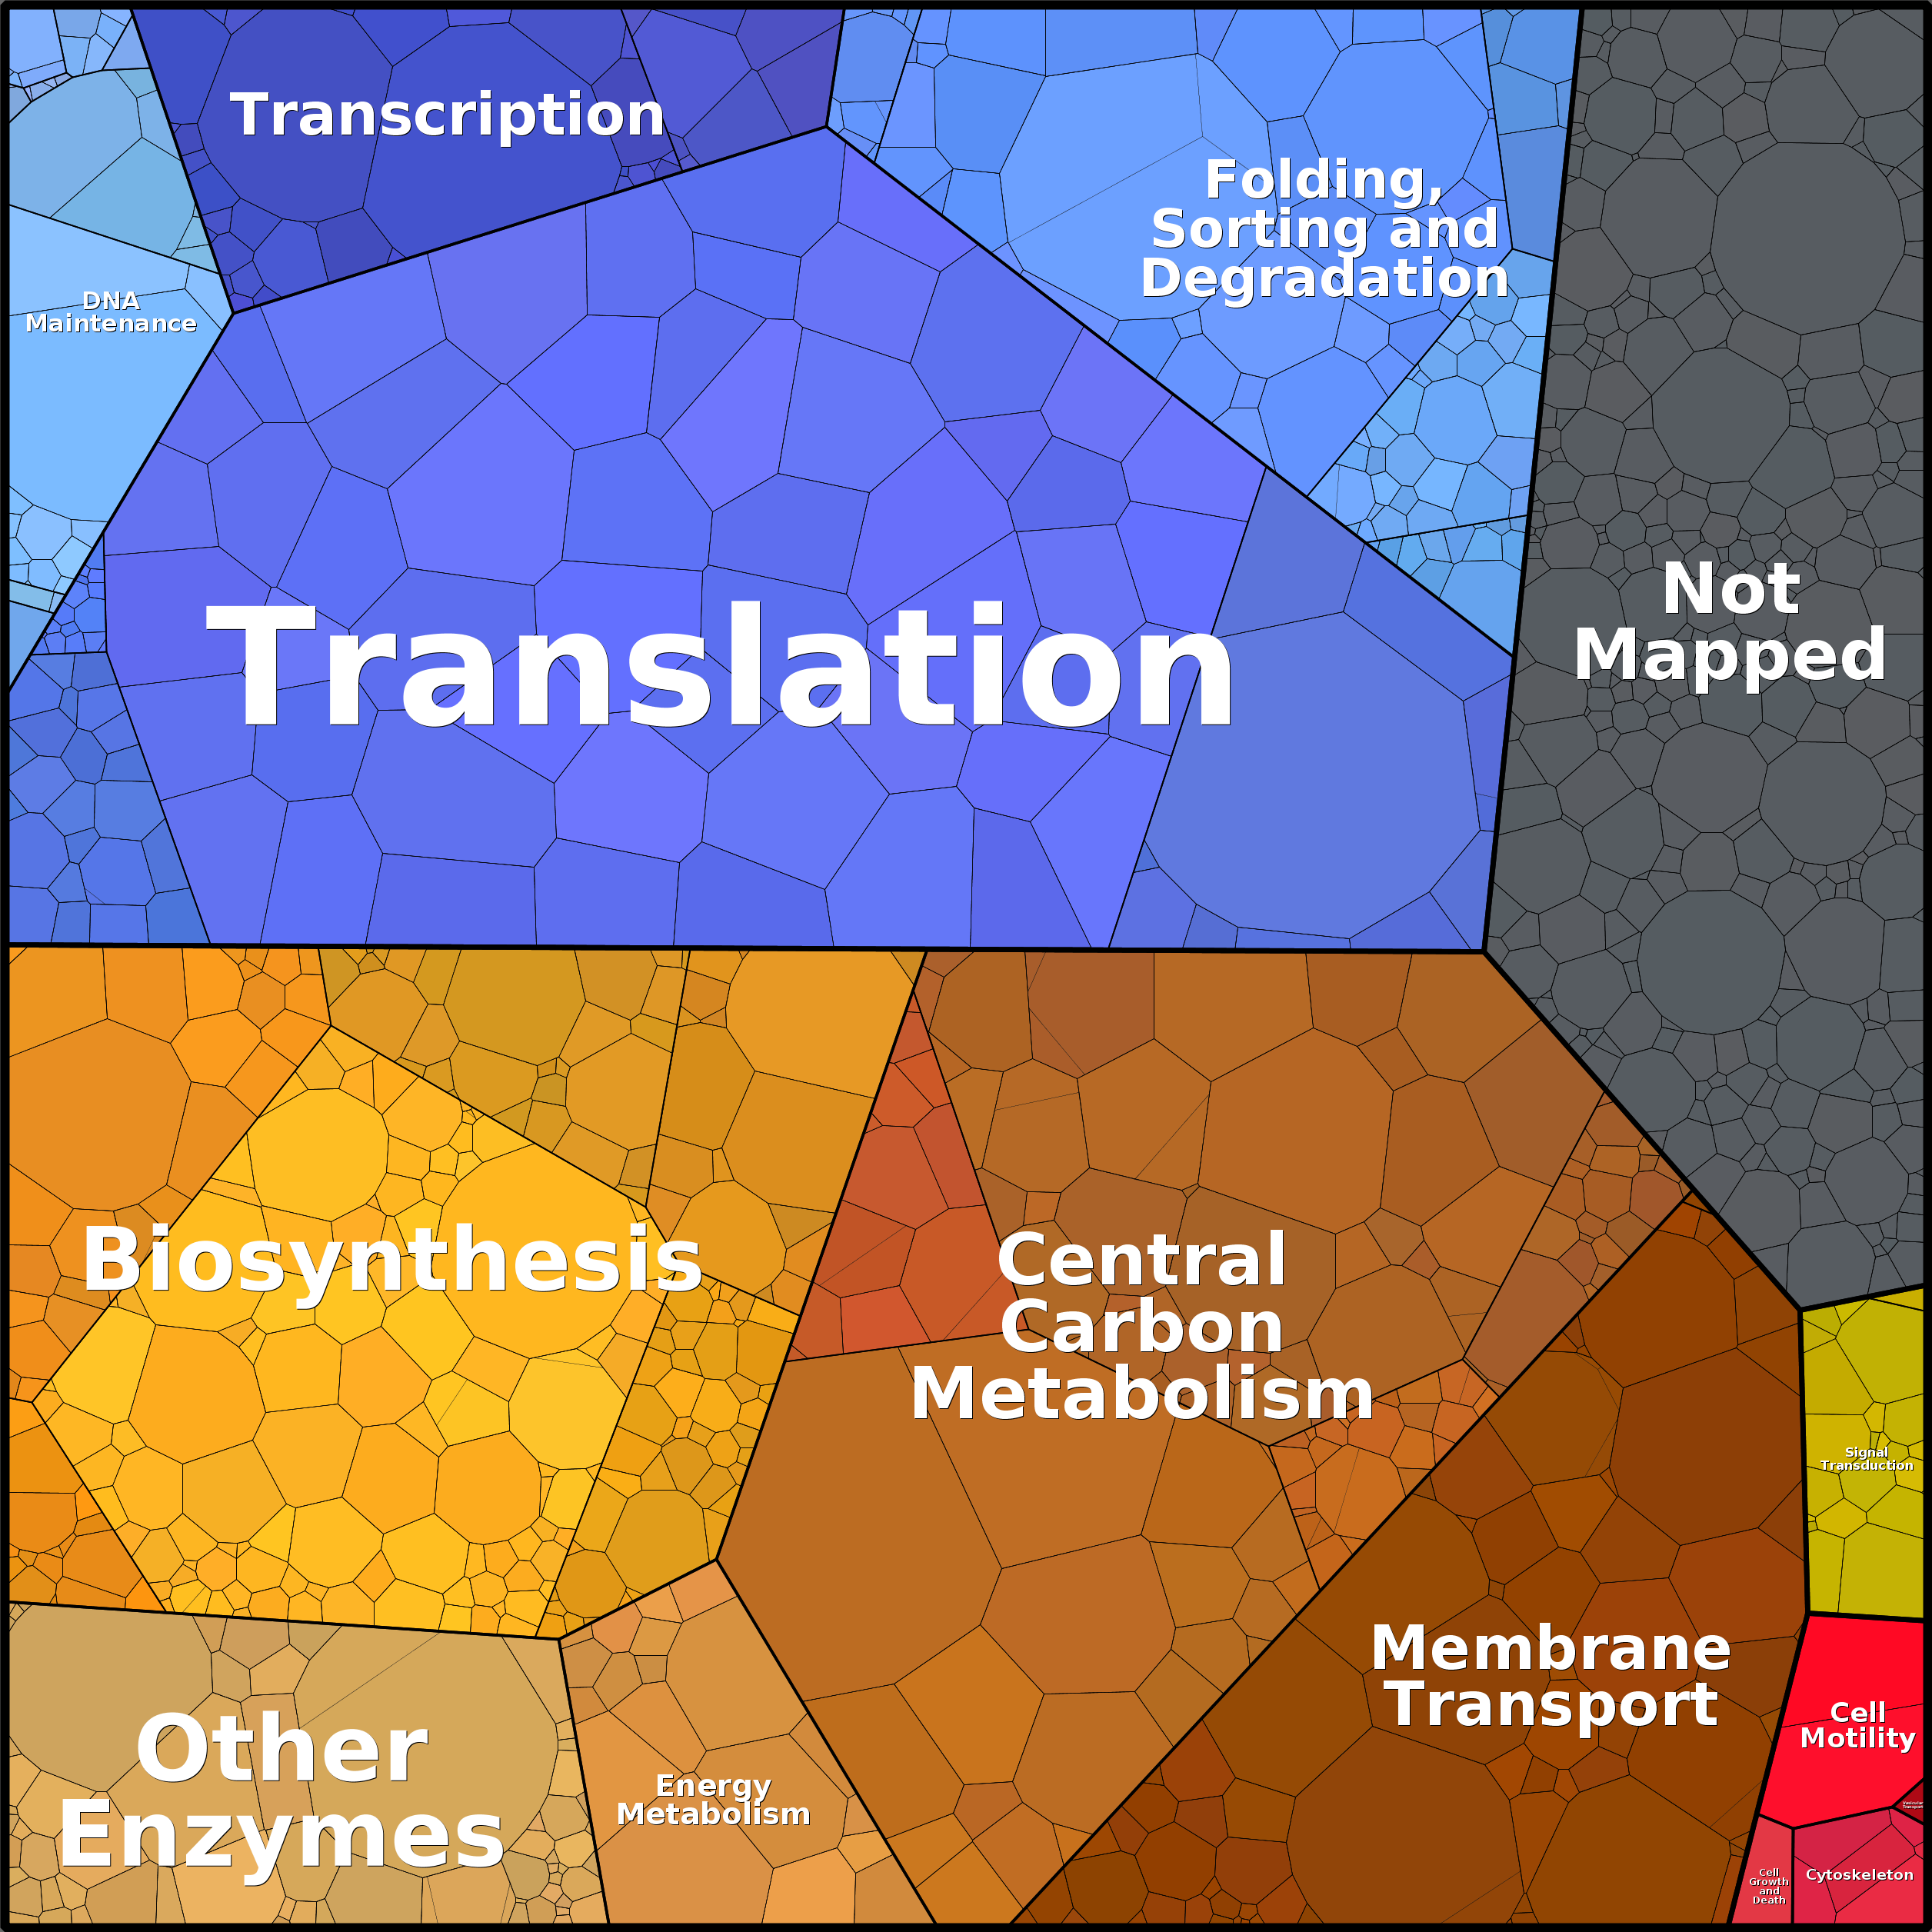 Transcription
Folding,
Sorting and
Degradation
DNA
Maintenance
Translation
Not
Mapped
Biosynthesis
Central
Carbon
Metabolism
Signal
Transduction
Membrane
Transport
Other
Enzymes
Energy
Metabolism
Cell
Motility
Cell
Growth
and
Death
Cytoskeleton